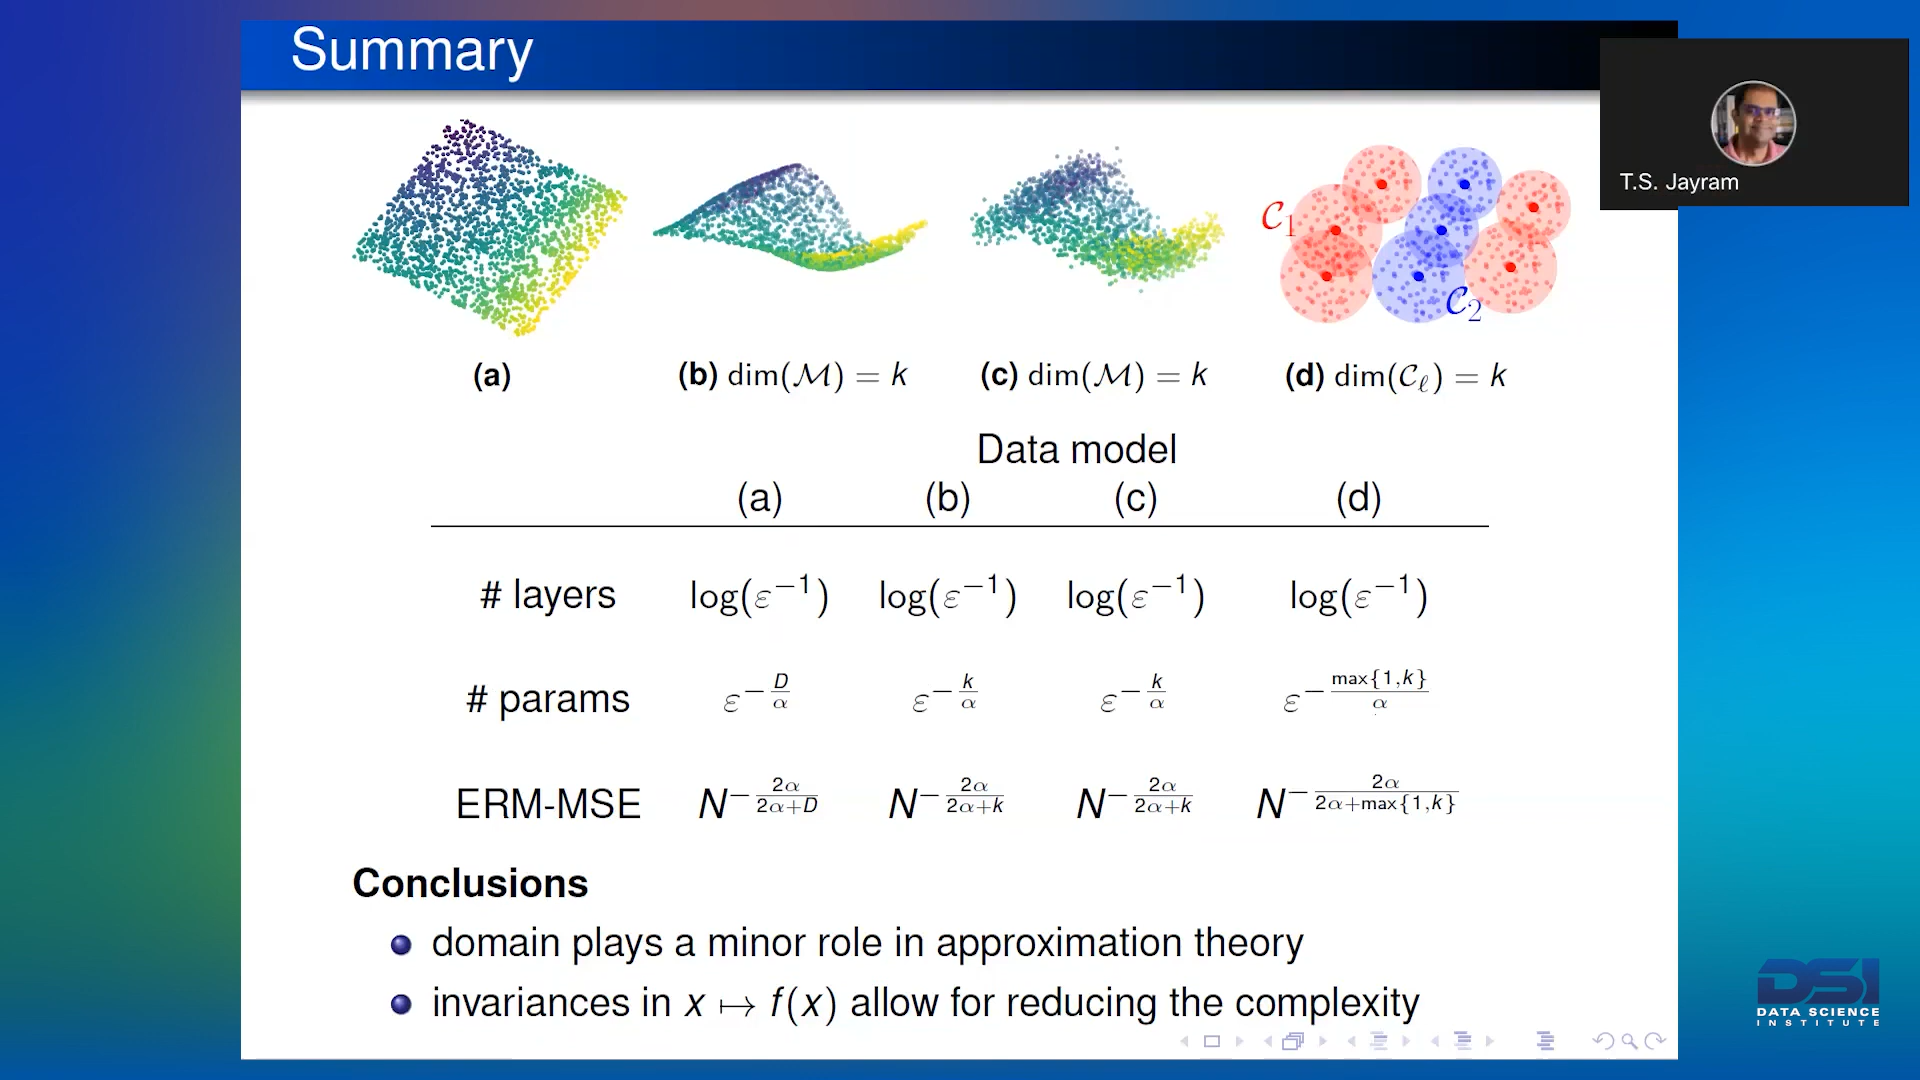 Summary
T.S. Jayram
C₁
C₂
(a)
(b) dim(ℳ) = k
(c) dim(ℳ) = k
(d) dim(C_ℓ) = k
Data model
(a) (b) (c) (d)
# layers log(ε⁻¹) log(ε⁻¹) log(ε⁻¹) log(ε⁻¹)
# params ε^{-D/α} ε^{-k/α} ε^{-k/α} ε^{-max{1,k}/α}
ERM-MSE N^{-2α/(2α+D)} N^{-2α/(2α+k)} N^{-2α/(2α+k)} N^{-2α/(2α+max{1,k})}
Conclusions
domain plays a minor role in approximation theory
invariances in x ↦ f(x) allow for reducing the complexity
DSI
DATA SCIENCE
INSTITUTE